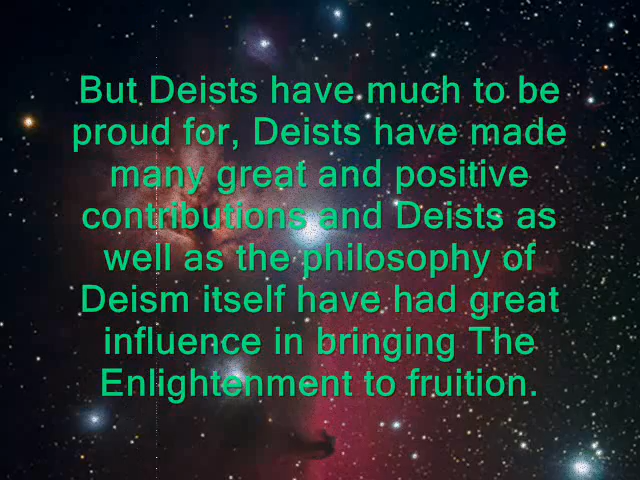 But Deists have much to be
proud for, Deists have made
many great and positive
contributions and Deists as
well as the philosophy of
Deism itself have had great
influence in bringing The
Enlightenment to fruition.